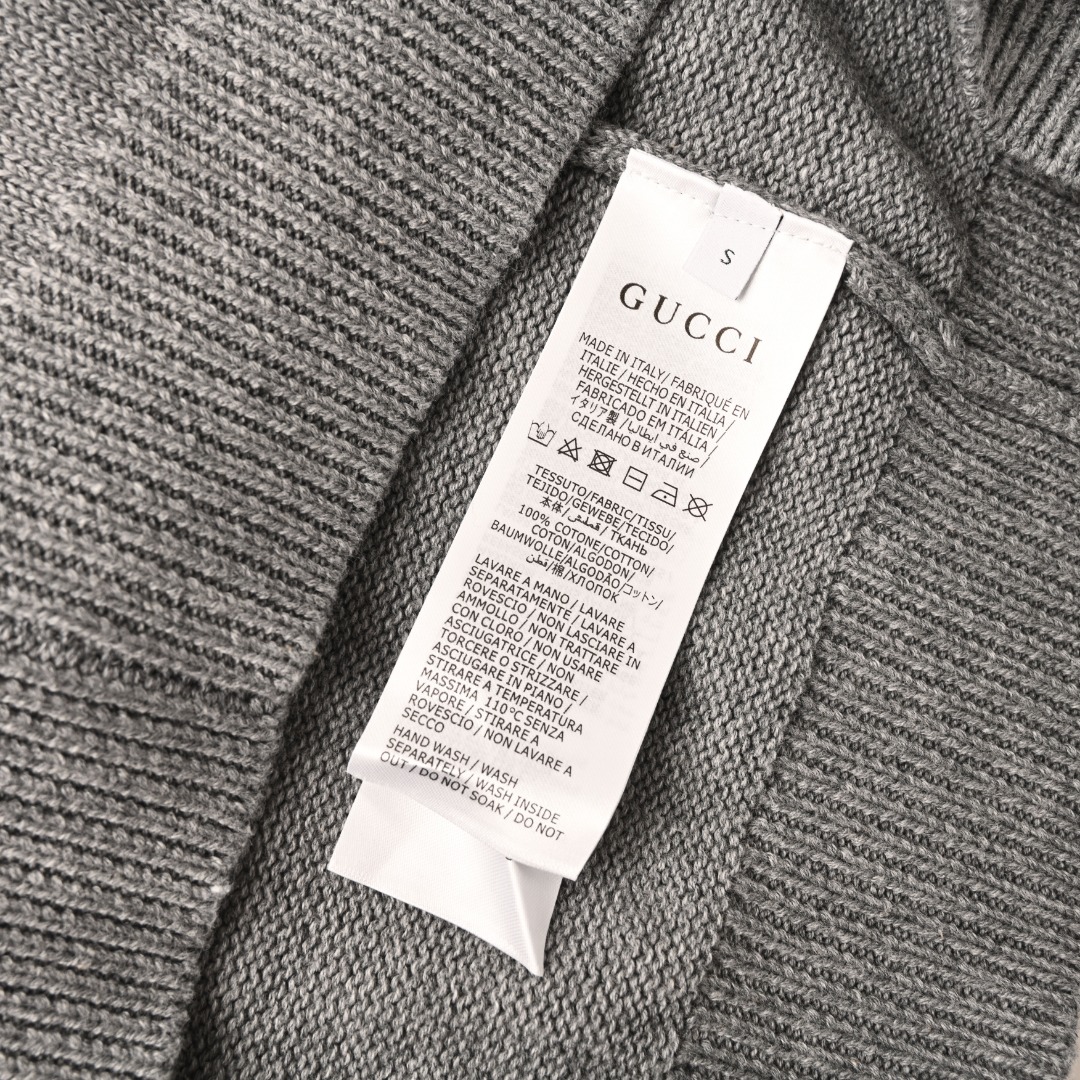 S
GUCCI
MADE IN ITALY / FABRIQUÉ EN
ITALIE / HECHO EN ITALIA /
HERGESTELLT IN ITALIEN /
FABRICADO EM ITALIA /
イタリア製 / صنع في ايطاليا /
СДЕЛАНО В ИТАЛИИ
TESSUTO/FABRIC/TISSU/
TEJIDO/GEWEBE/TECIDO/
本体/قطعي/ТКАНЬ
100% COTONE/COTTON/
COTON/ALGODON/
BAUMWOLLE/ALGODÃO/コットン/
قطن/棉/ХЛОПОК
LAVARE A MANO / LAVARE
SEPARATAMENTE / LAVARE A
ROVESCIO / NON LASCIARE IN
AMMOLLO / NON TRATTARE
CON CLORO / NON USARE
ASCIUGATRICE / NON
TORCERE O STRIZZARE /
ASCIUGARE IN PIANO /
STIRARE A TEMPERATURA
MASSIMA 110°C SENZA
VAPORE / STIRARE A
ROVESCIO / NON LAVARE A
SECCO
HAND WASH / WASH
SEPARATELY / WASH INSIDE
OUT / DO NOT SOAK / DO NOT